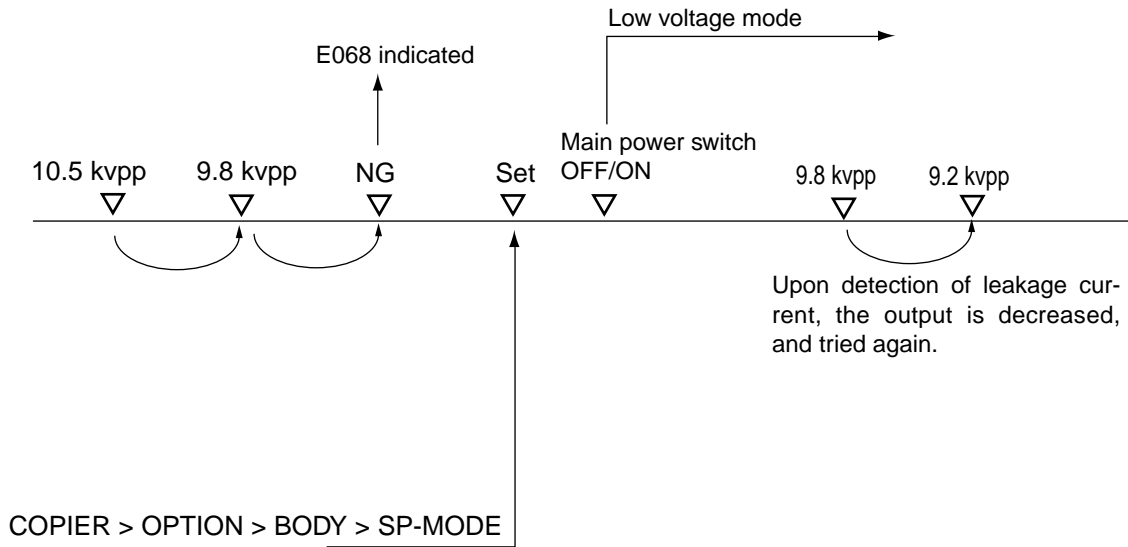 Low voltage mode
E068 indicated
Main power switch
OFF/ON
10.5 kvpp
9.8 kvpp
NG
Set
9.8 kvpp
9.2 kvpp
Upon detection of leakage cur-
rent, the output is decreased,
and tried again.
COPIER > OPTION > BODY > SP-MODE